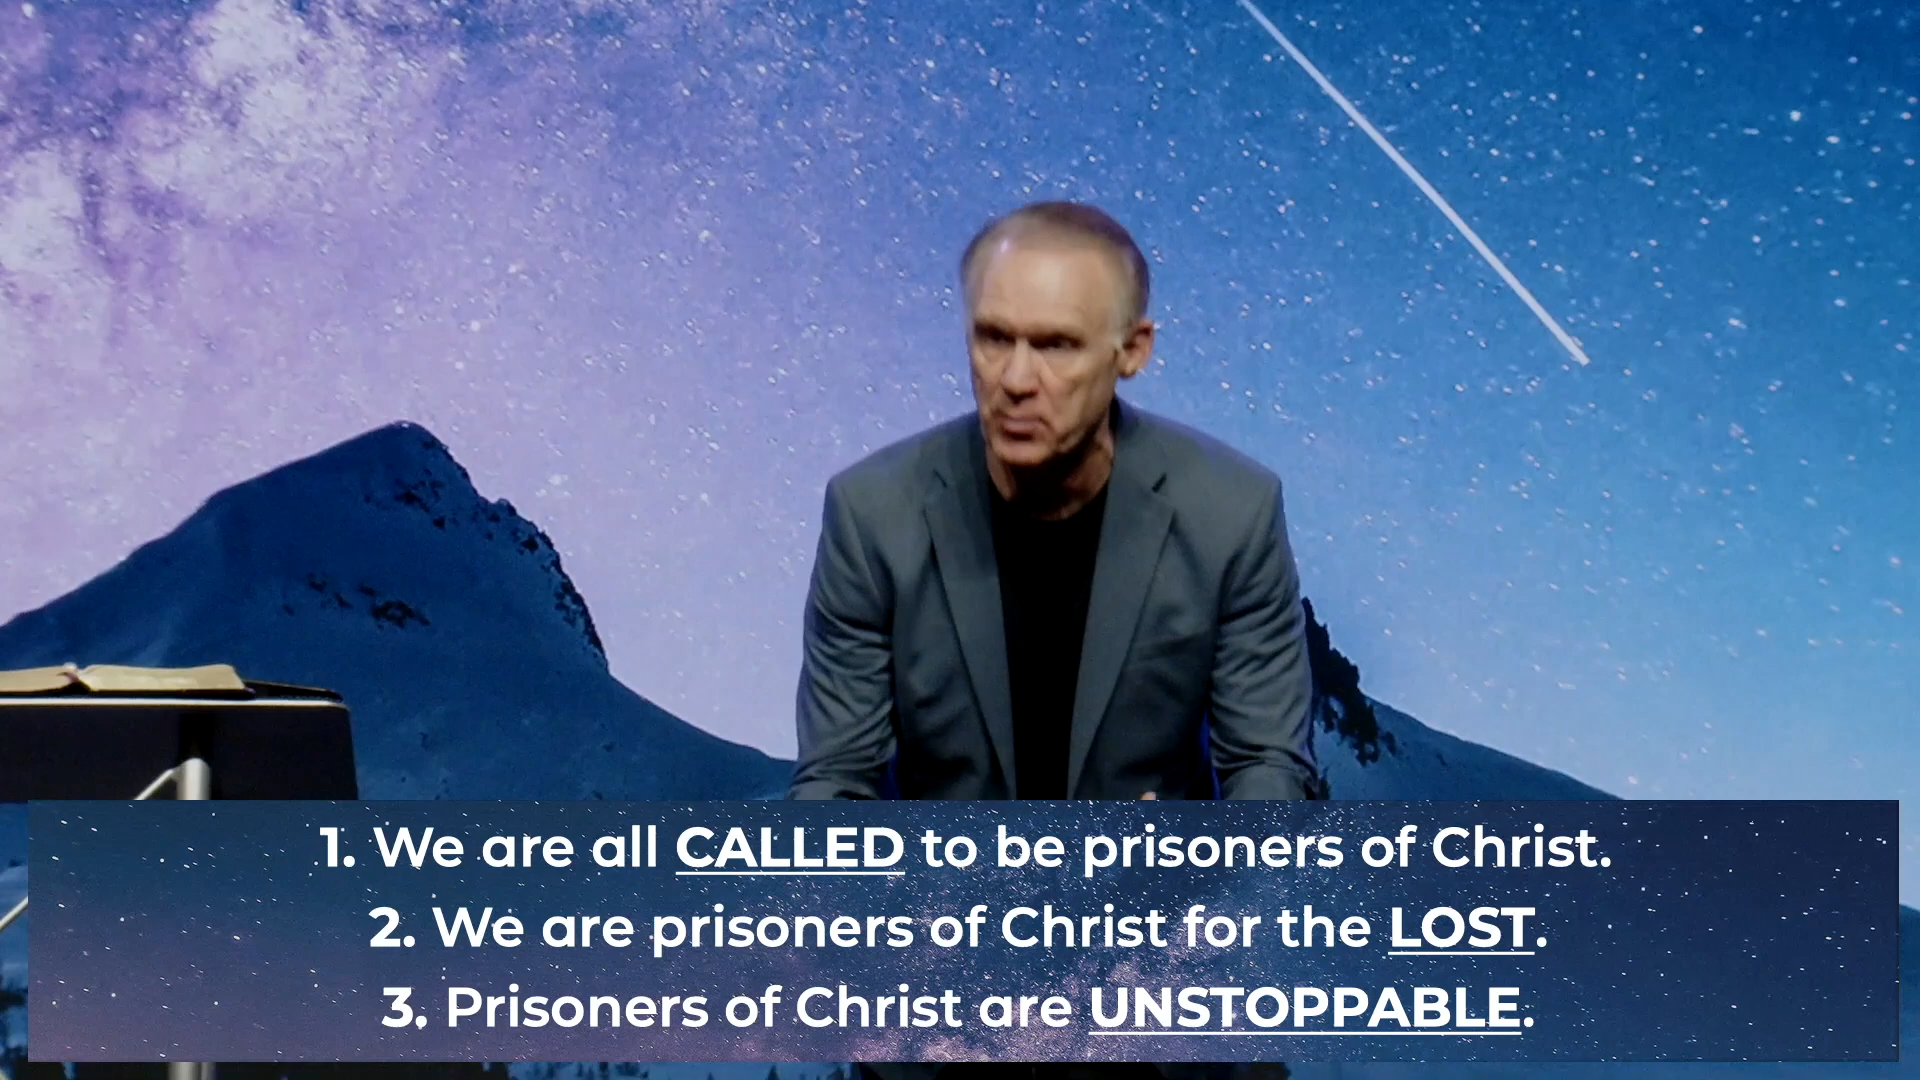 1. We are all CALLED to be prisoners of Christ.
2. We are prisoners of Christ for the LOST.
3. Prisoners of Christ are UNSTOPPABLE.